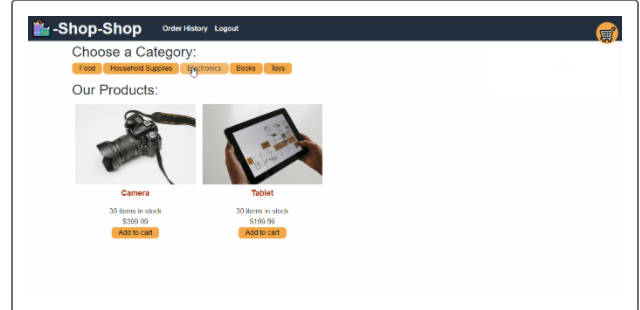 -Shop-Shop Order History Logout
Choose a Category:
Food Household Supplies Electronics Books Toys
Our Products:
Camera Tablet
30 items in stock 30 items in stock
$399.99 $199.99
Add to cart Add to cart